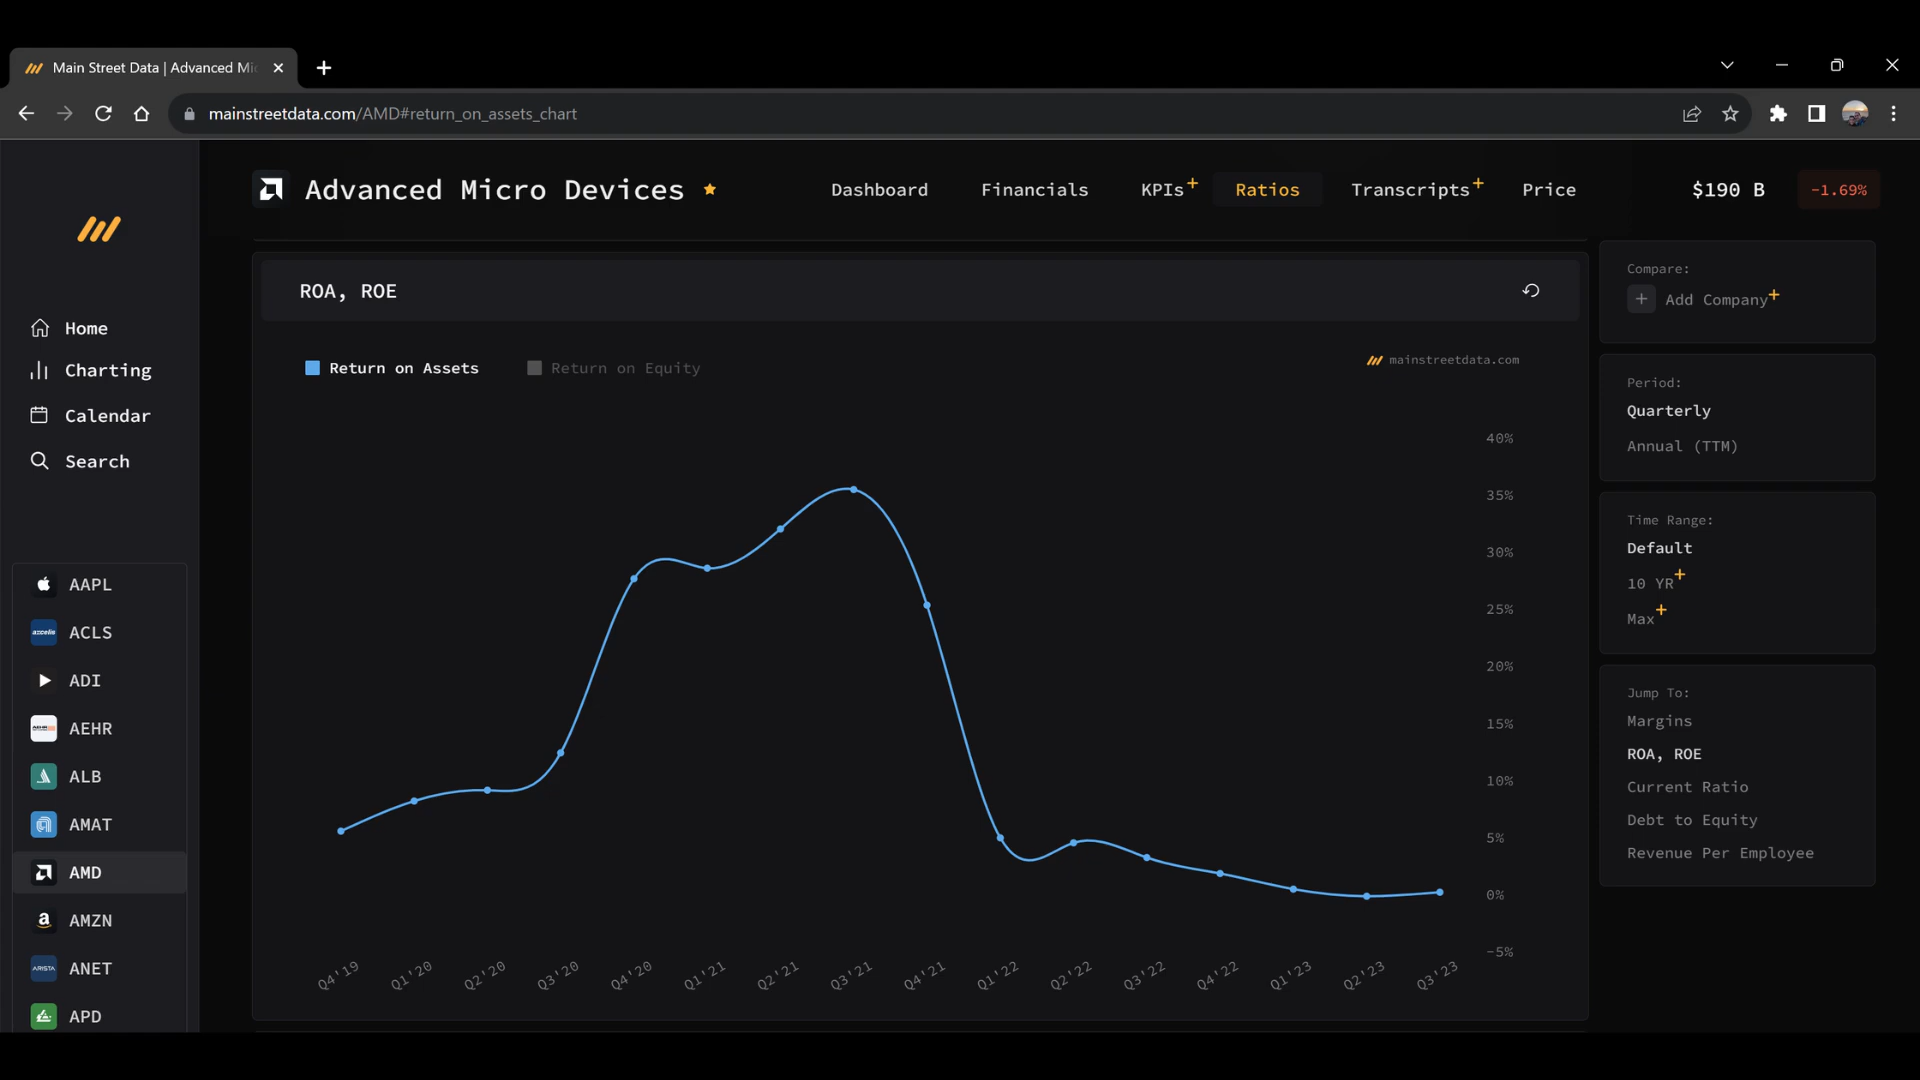 Main Street Data | Advanced Mi
mainstreetdata.com/AMD#return_on_assets_chart
Advanced Micro Devices
Dashboard
Financials
KPIs+
Ratios
Transcripts+
Price
$190 B
-1.69%
Home
Charting
Calendar
Search
AAPL
ACLS
ADI
AEHR
ALB
AMAT
AMD
AMZN
ARISTA
ANET
APD
ROA, ROE
Return on Assets
Return on Equity
mainstreetdata.com
40%
35%
30%
25%
20%
15%
10%
5%
0%
-5%
Q4'19
Q1'20
Q2'20
Q3'20
Q4'20
Q1'21
Q2'21
Q3'21
Q4'21
Q1'22
Q2'22
Q3'22
Q4'22
Q1'23
Q2'23
Q3'23
Compare:
+ Add Company+
Period:
Quarterly
Annual (TTM)
Time Range:
Default
10 YR+
Max+
Jump To:
Margins
ROA, ROE
Current Ratio
Debt to Equity
Revenue Per Employee